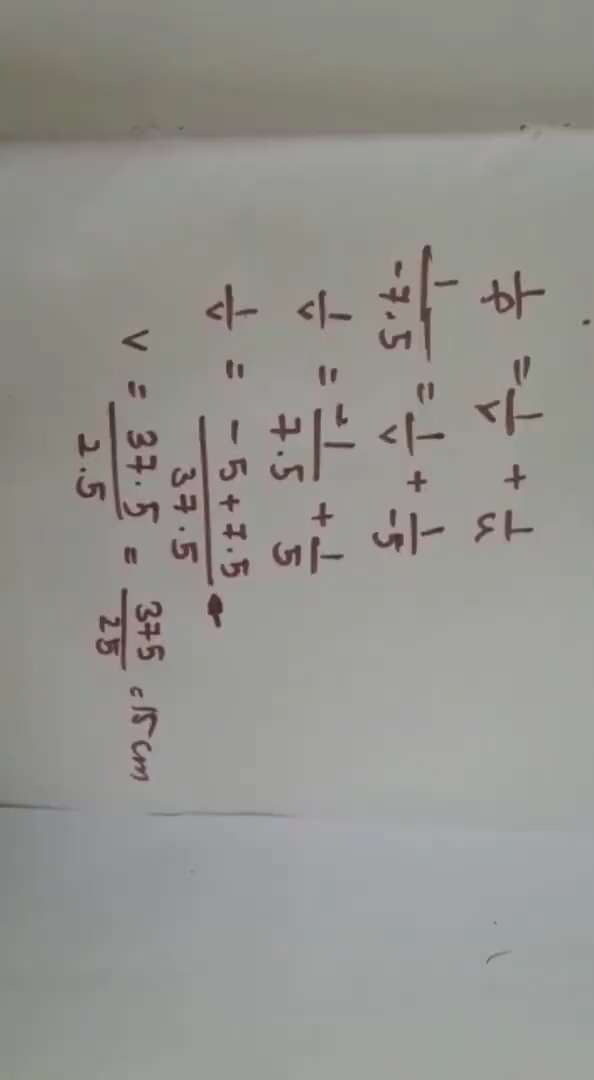 1/f = 1/v + 1/u
1/-7.5 = 1/v + 1/-5
1/v = -1/7.5 + 1/5
1/v = -5+7.5/37.5
v = 37.5/2.5 = 375/25 = 15 cm